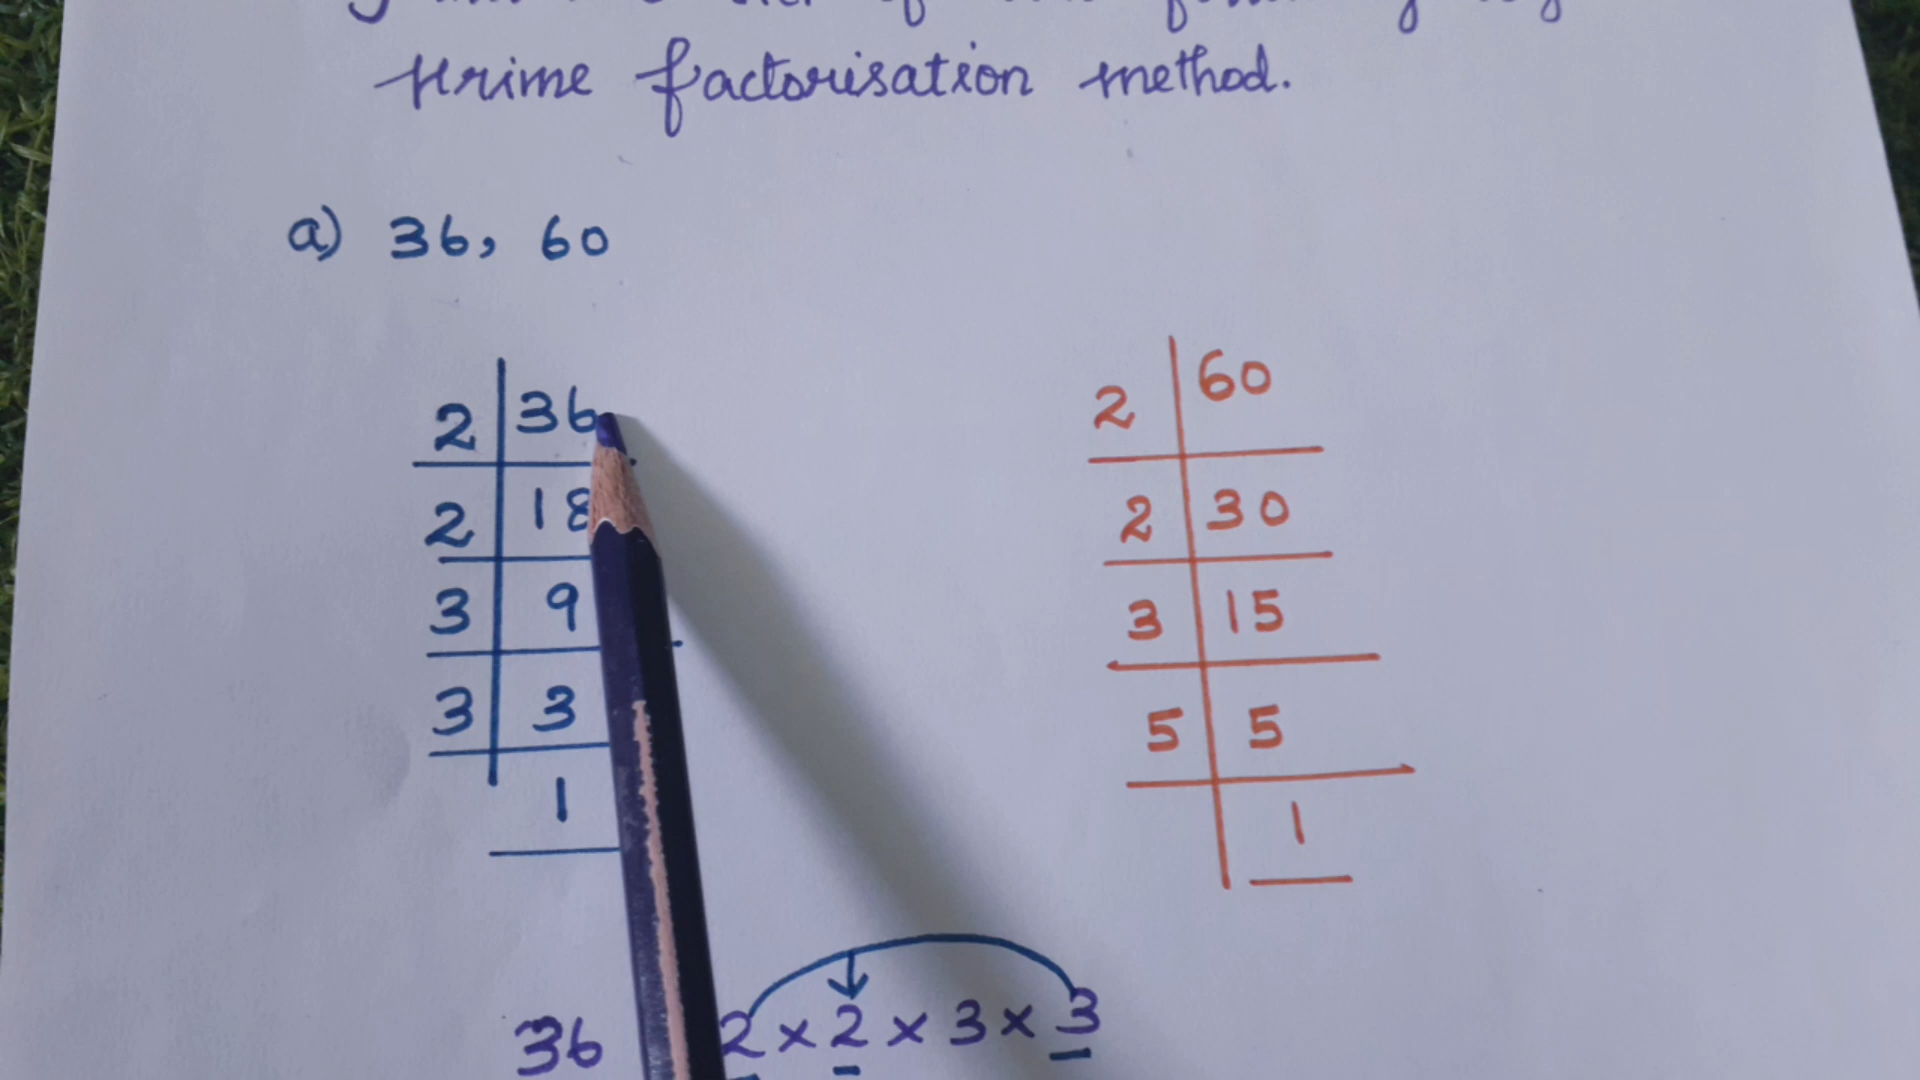 of
prime factorisation method.
a) 36, 60
2 36
2 18
3 9
3 3
1
2 60
2 30
3 15
5 5
1
36 2 × 2 × 3 × 3